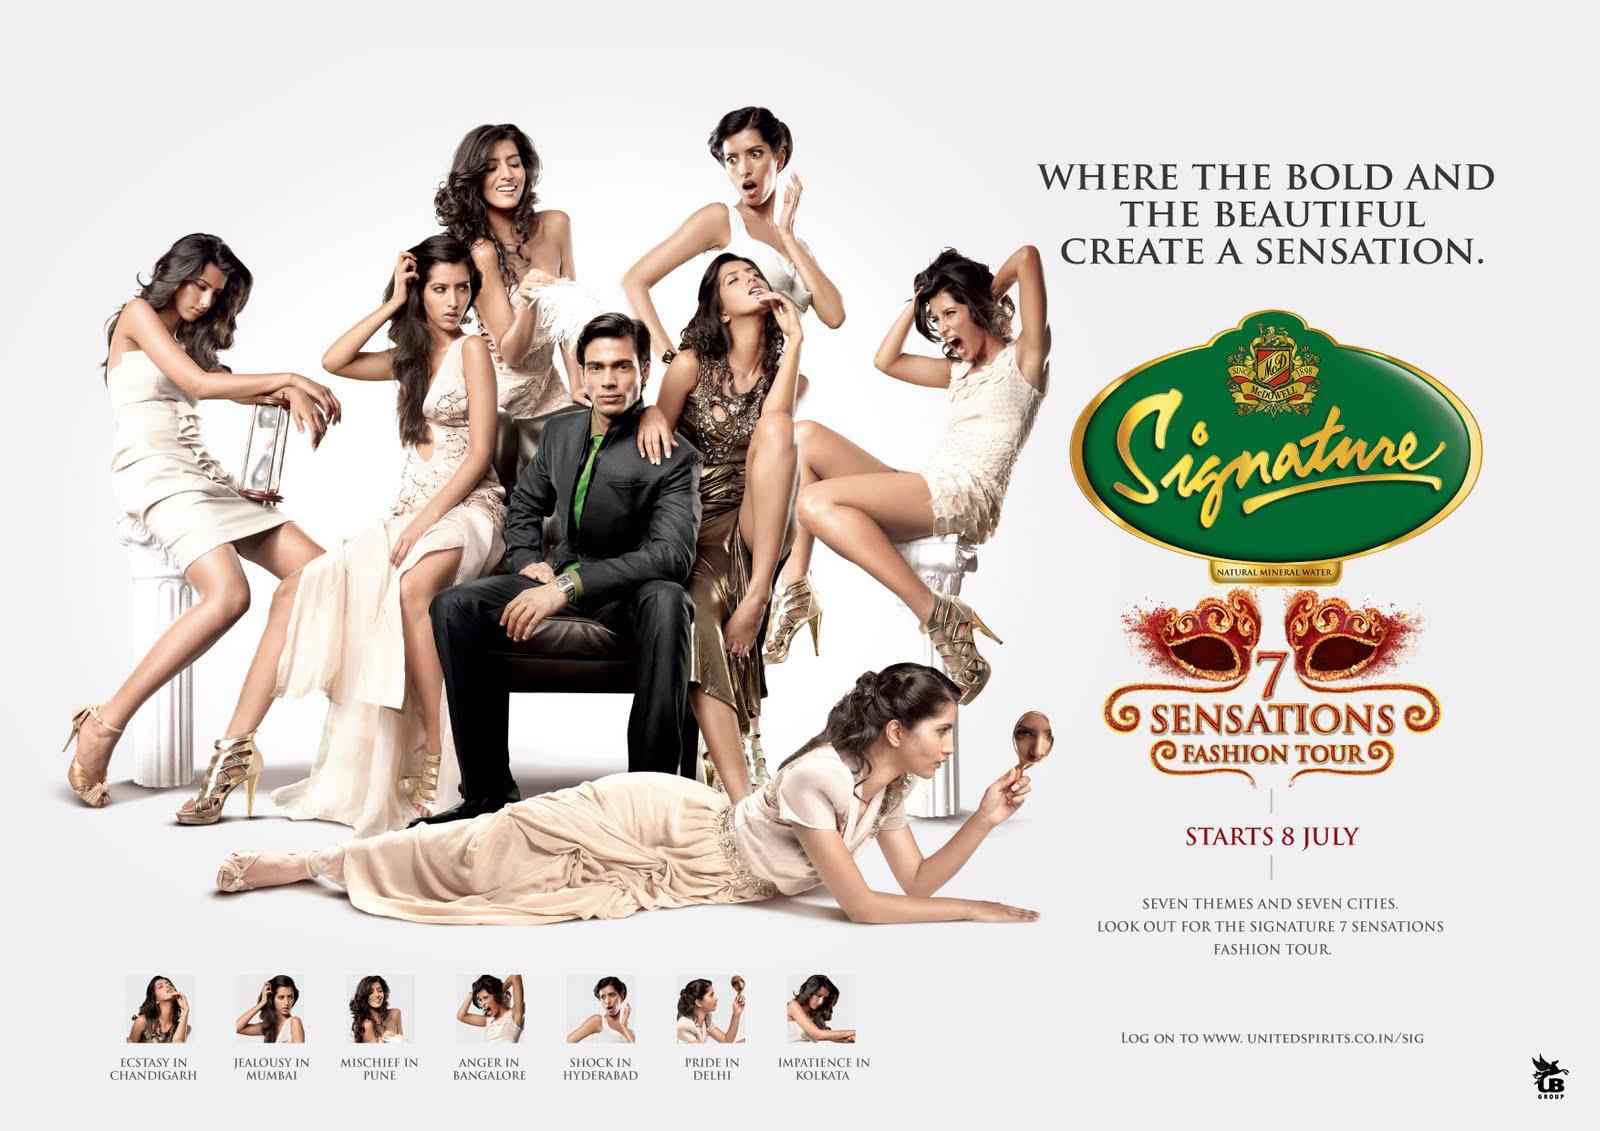 WHERE THE BOLD AND
THE BEAUTIFUL
CREATE A SENSATION.
McD
SINCE 1898
McDOWELL
Signature
NATURAL MINERAL WATER
7
SENSATIONS
FASHION TOUR
STARTS 8 JULY
SEVEN THEMES AND SEVEN CITIES.
LOOK OUT FOR THE SIGNATURE 7 SENSATIONS
FASHION TOUR.
ECSTASY IN
CHANDIGARH
JEALOUSY IN
MUMBAI
MISCHIEF IN
PUNE
ANGER IN
BANGALORE
SHOCK IN
HYDERABAD
PRIDE IN
DELHI
IMPATIENCE IN
KOLKATA
LOG ON TO WWW. UNITEDSPIRITS.CO.IN/SIG
UB
GROUP